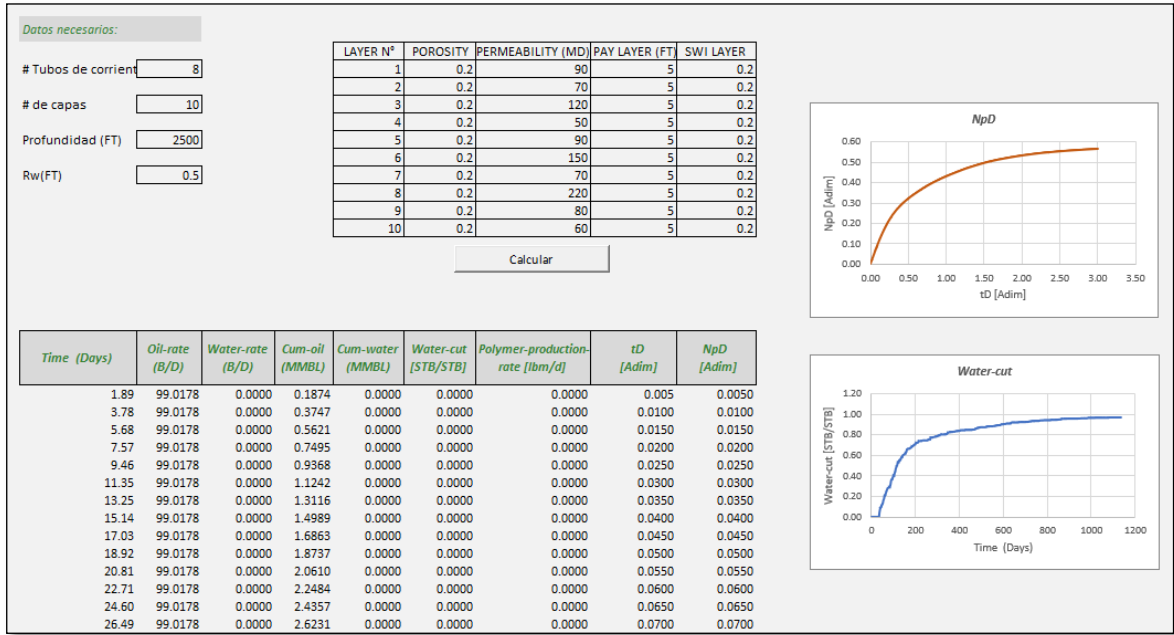 Datos necesarios:
# Tubos de corrient 8
# de capas 10
Profundidad (FT) 2500
Rw(FT) 0.5
LAYER N° POROSITY PERMEABILITY (MD) PAY LAYER (FT) SWI LAYER
1 0.2 90 5 0.2
2 0.2 70 5 0.2
3 0.2 120 5 0.2
4 0.2 50 5 0.2
5 0.2 90 5 0.2
6 0.2 150 5 0.2
7 0.2 70 5 0.2
8 0.2 220 5 0.2
9 0.2 80 5 0.2
10 0.2 60 5 0.2
Calcular
NpD
NpD [Adim]
0.60
0.50
0.40
0.30
0.20
0.10
0.00
0.00 0.50 1.00 1.50 2.00 2.50 3.00 3.50
tD [Adim]
Time (Days) Oil-rate (B/D) Water-rate (B/D) Cum-oil (MMBL) Cum-water (MMBL) Water-cut [STB/STB] Polymer-production-rate [lbm/d] tD [Adim] NpD [Adim]
1.89 99.0178 0.0000 0.1874 0.0000 0.0000 0.0000 0.005 0.0050
3.78 99.0178 0.0000 0.3747 0.0000 0.0000 0.0000 0.0100 0.0100
5.68 99.0178 0.0000 0.5621 0.0000 0.0000 0.0000 0.0150 0.0150
7.57 99.0178 0.0000 0.7495 0.0000 0.0000 0.0000 0.0200 0.0200
9.46 99.0178 0.0000 0.9368 0.0000 0.0000 0.0000 0.0250 0.0250
11.35 99.0178 0.0000 1.1242 0.0000 0.0000 0.0000 0.0300 0.0300
13.25 99.0178 0.0000 1.3116 0.0000 0.0000 0.0000 0.0350 0.0350
15.14 99.0178 0.0000 1.4989 0.0000 0.0000 0.0000 0.0400 0.0400
17.03 99.0178 0.0000 1.6863 0.0000 0.0000 0.0000 0.0450 0.0450
18.92 99.0178 0.0000 1.8737 0.0000 0.0000 0.0000 0.0500 0.0500
20.81 99.0178 0.0000 2.0610 0.0000 0.0000 0.0000 0.0550 0.0550
22.71 99.0178 0.0000 2.2484 0.0000 0.0000 0.0000 0.0600 0.0600
24.60 99.0178 0.0000 2.4357 0.0000 0.0000 0.0000 0.0650 0.0650
26.49 99.0178 0.0000 2.6231 0.0000 0.0000 0.0000 0.0700 0.0700
Water-cut
Water-cut [STB/STB]
1.20
1.00
0.80
0.60
0.40
0.20
0.00
0 200 400 600 800 1000 1200
Time (Days)